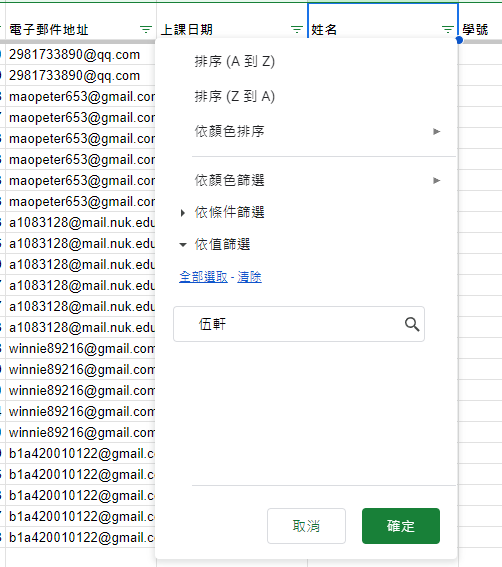 電子郵件地址 上課日期 姓名 學號
2981733890@qq.com
2981733890@qq.com
maopeter653@gmail.com
maopeter653@gmail.com
maopeter653@gmail.com
maopeter653@gmail.com
maopeter653@gmail.com
maopeter653@gmail.com
a1083128@mail.nuk.edu
a1083128@mail.nuk.edu
a1083128@mail.nuk.edu
a1083128@mail.nuk.edu
a1083128@mail.nuk.edu
a1083128@mail.nuk.edu
winnie89216@gmail.com
winnie89216@gmail.com
winnie89216@gmail.com
winnie89216@gmail.com
winnie89216@gmail.com
b1a420010122@gmail.c
b1a420010122@gmail.c
b1a420010122@gmail.c
b1a420010122@gmail.c
b1a420010122@gmail.c
排序 (A 到 Z)
排序 (Z 到 A)
依顏色排序
依顏色篩選
依條件篩選
依值篩選
全部選取 - 清除
伍軒
取消 確定